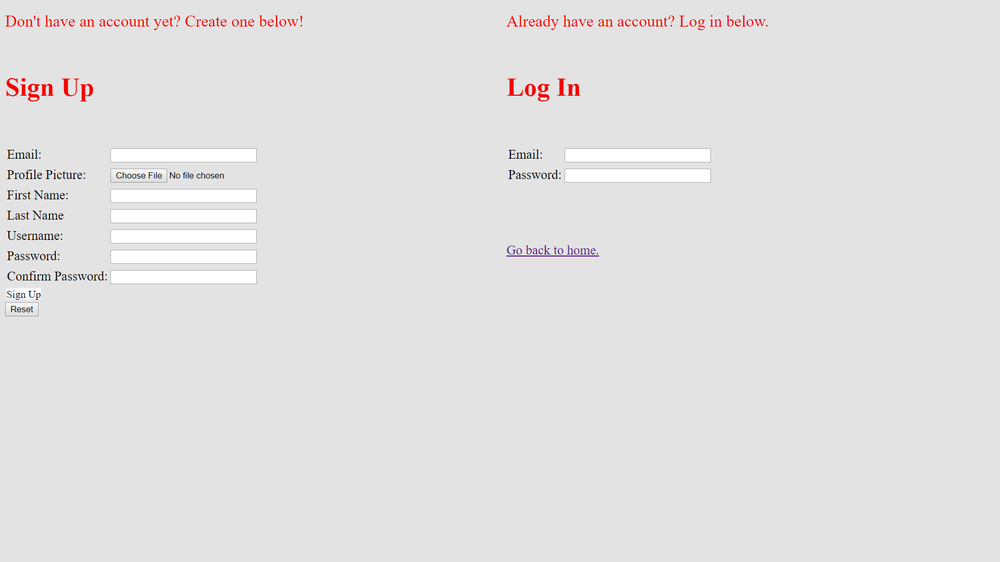 Don't have an account yet? Create one below!
Sign Up
Email:
Profile Picture: Choose File No file chosen
First Name:
Last Name
Username:
Password:
Confirm Password:
Sign Up
Reset
Already have an account? Log in below.
Log In
Email:
Password:
Go back to home.